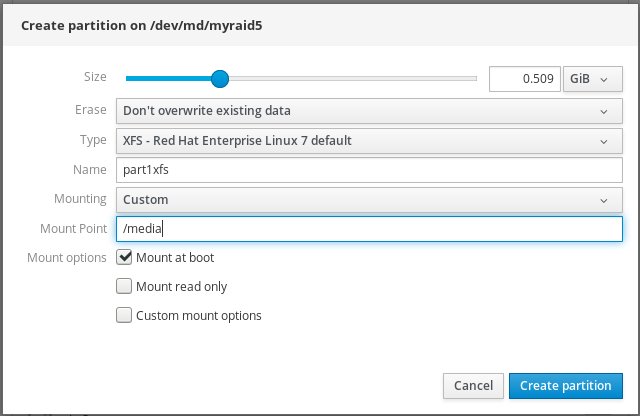 Create partition on /dev/md/myraid5
Size 0.509 GiB
Erase Don't overwrite existing data
Type XFS - Red Hat Enterprise Linux 7 default
Name part1xfs
Mounting Custom
Mount Point /media
Mount options Mount at boot
Mount read only
Custom mount options
Cancel Create partition